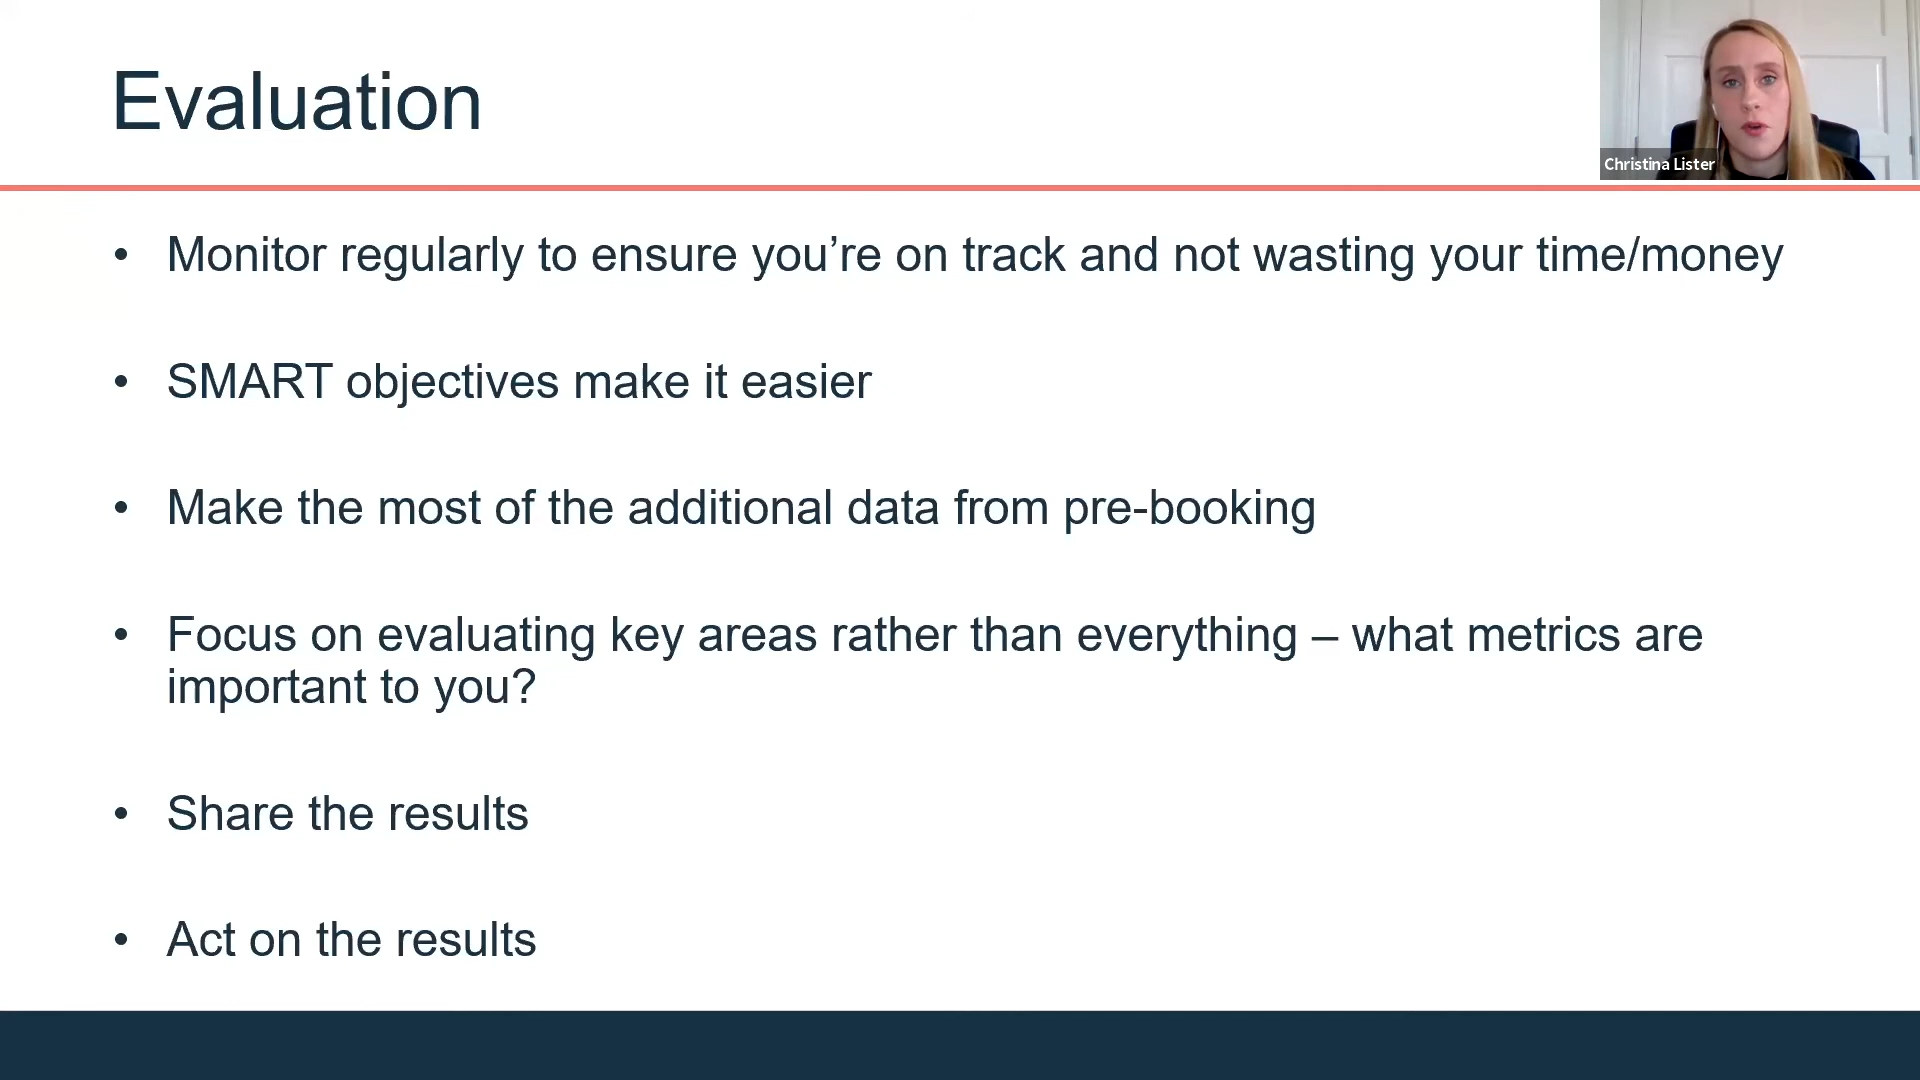 Evaluation
Christina Lister
• Monitor regularly to ensure you’re on track and not wasting your time/money
• SMART objectives make it easier
• Make the most of the additional data from pre-booking
• Focus on evaluating key areas rather than everything – what metrics are
important to you?
• Share the results
• Act on the results